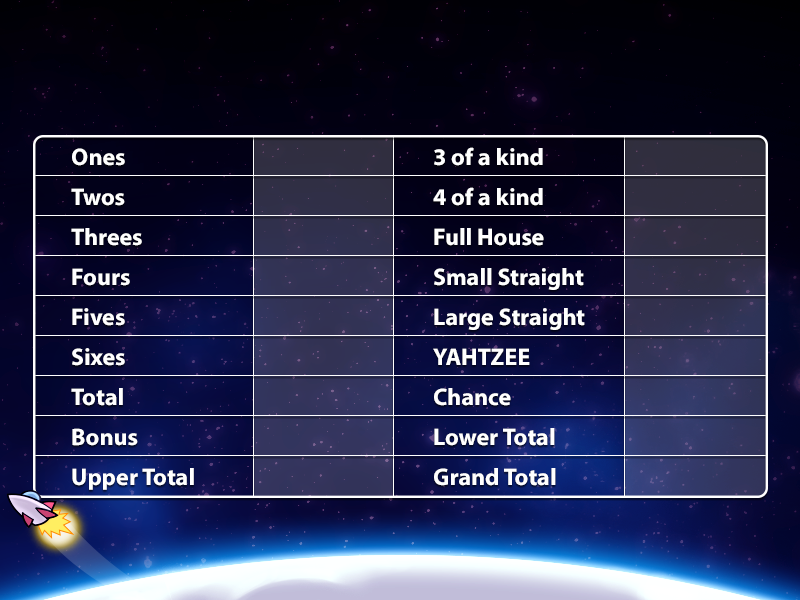 Ones
3 of a kind
Twos
4 of a kind
Threes
Full House
Fours
Small Straight
Fives
Large Straight
Sixes
YAHTZEE
Total
Chance
Bonus
Lower Total
Upper Total
Grand Total